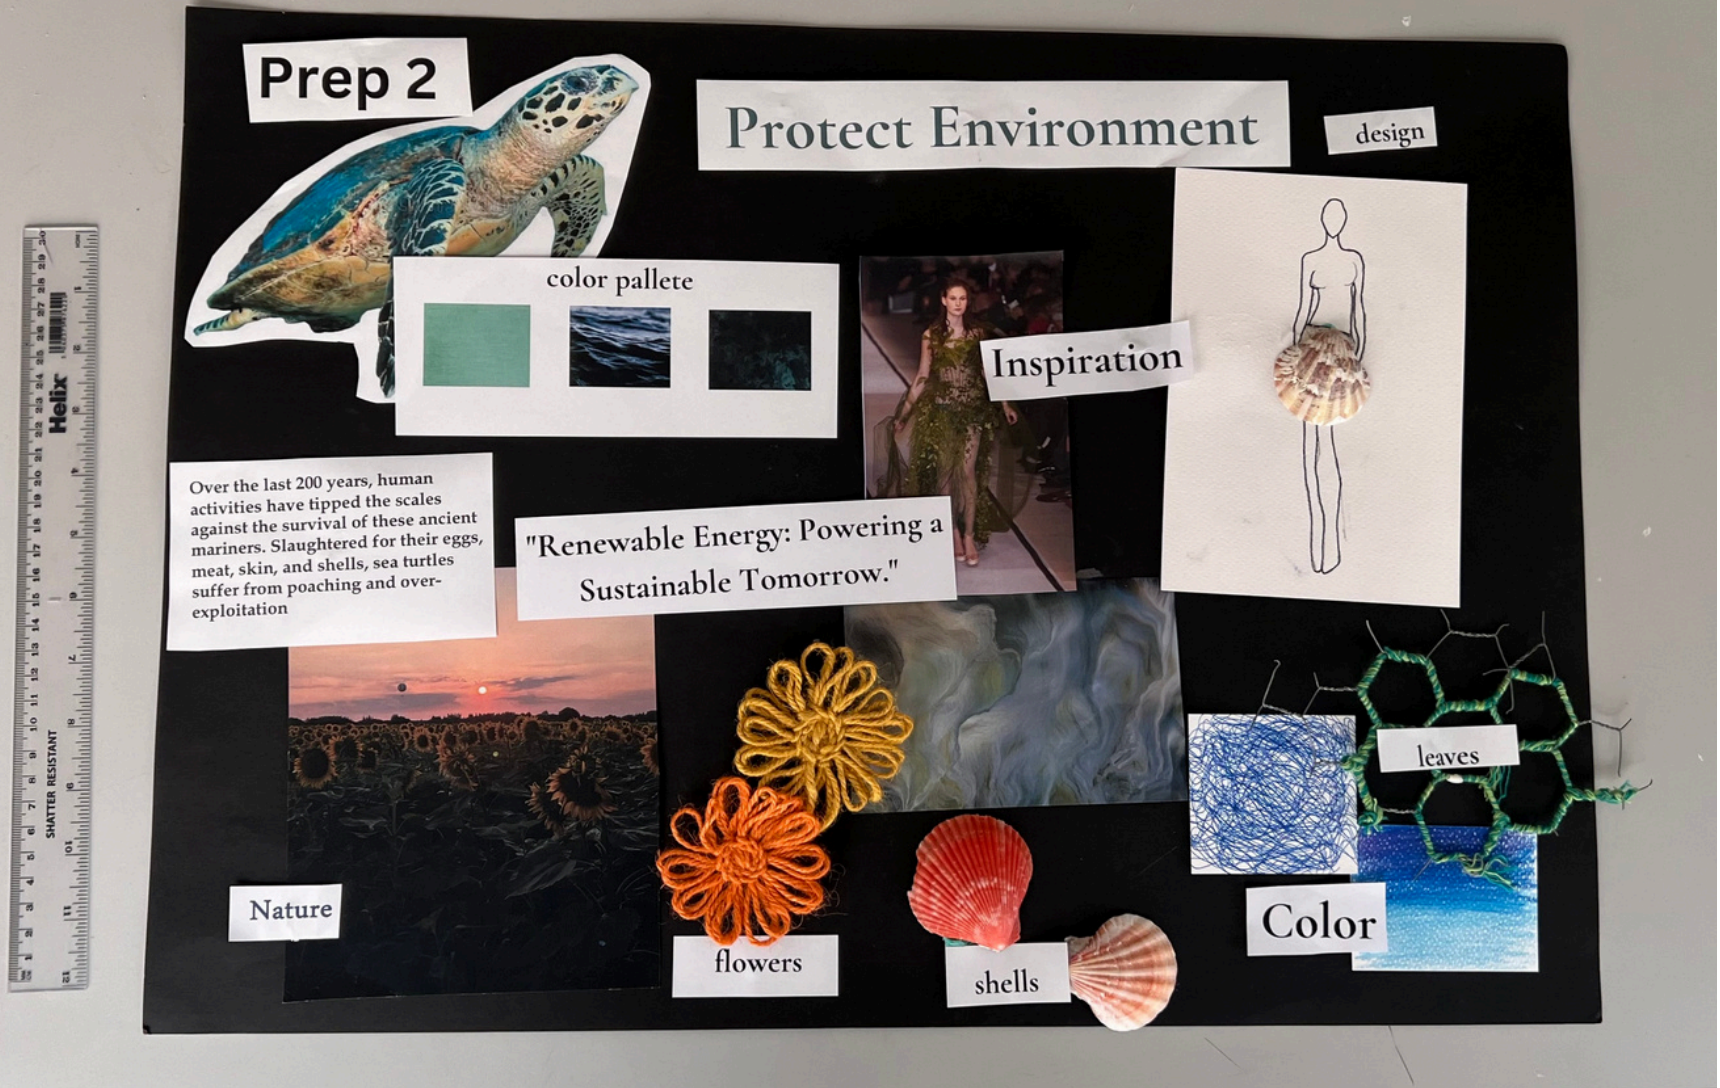 Prep 2
Protect Environment
design
color pallete
Inspiration
Over the last 200 years, human
activities have tipped the scales
against the survival of these ancient
mariners. Slaughtered for their eggs,
meat, skin, and shells, sea turtles
suffer from poaching and over-
exploitation
"Renewable Energy: Powering a
Sustainable Tomorrow."
leaves
Nature
flowers
shells
Color
Helix
SHATTER RESISTANT